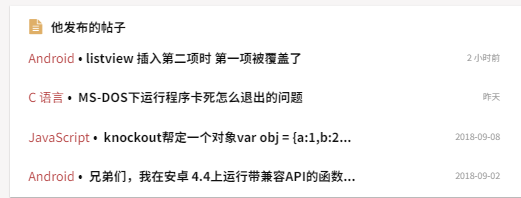 他发布的帖子
Android • listview 插入第二项时 第一项被覆盖了 2 小时前
C 语言 • MS-DOS下运行程序卡死怎么退出的问题 昨天
JavaScript • knockout帮定一个对象var obj = {a:1,b:2... 2018-09-08
Android • 兄弟们，我在安卓 4.4上运行带兼容API的函数... 2018-09-02